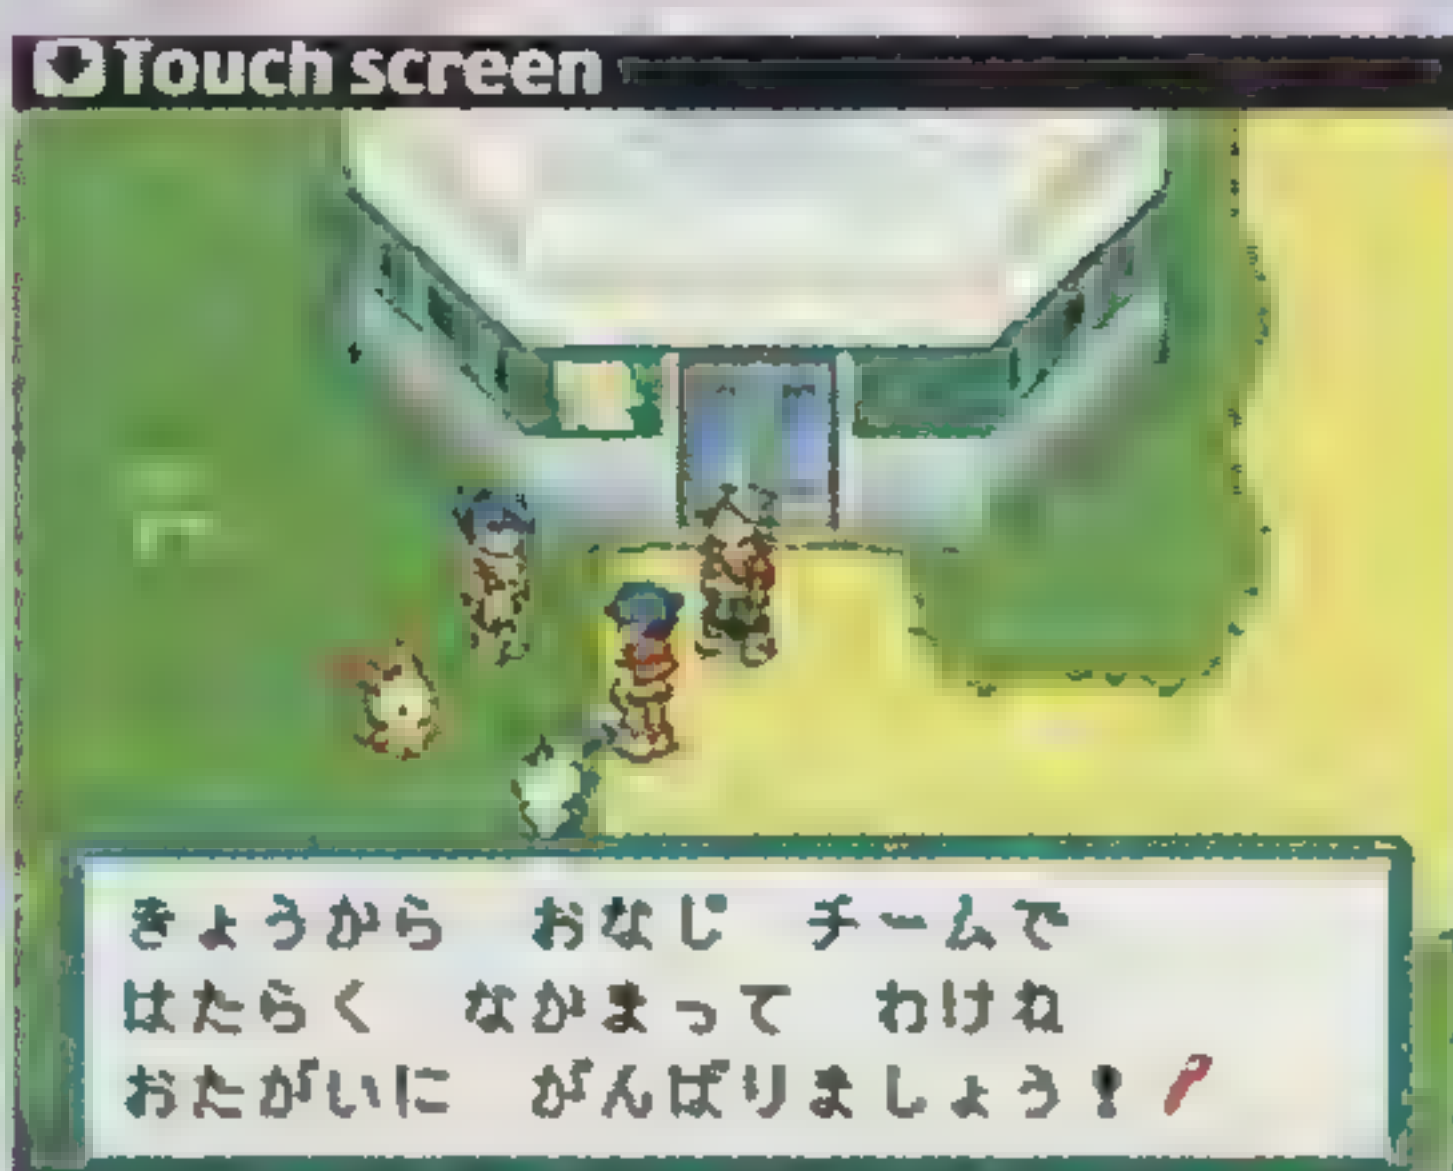 Touch screen
きょうから おなじ チームで
はたらく なかまって わけね
おたがいに がんばりましょう!